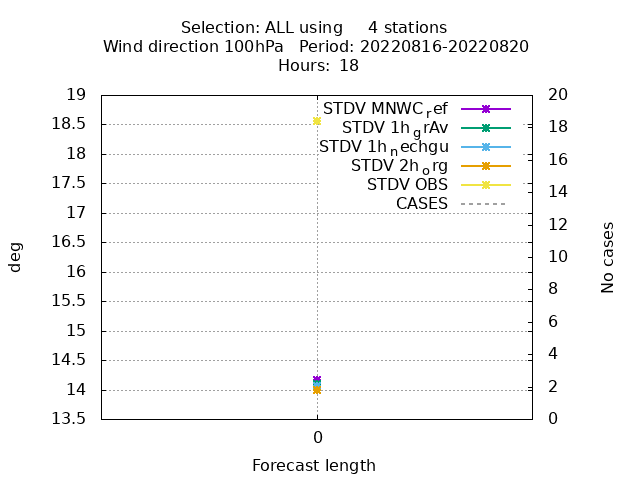 Selection: ALL using     4 stations
Wind direction 100hPa   Period: 20220816-20220820
Hours: 18
STDV MNWC_ref
STDV 1h_grAv
STDV 1h_nechgu
STDV 2h_org
STDV OBS
CASES
19
18.5
18
17.5
17
16.5
16
15.5
15
14.5
14
13.5
20
18
16
14
12
10
8
6
4
2
0
deg
No cases
0
Forecast length